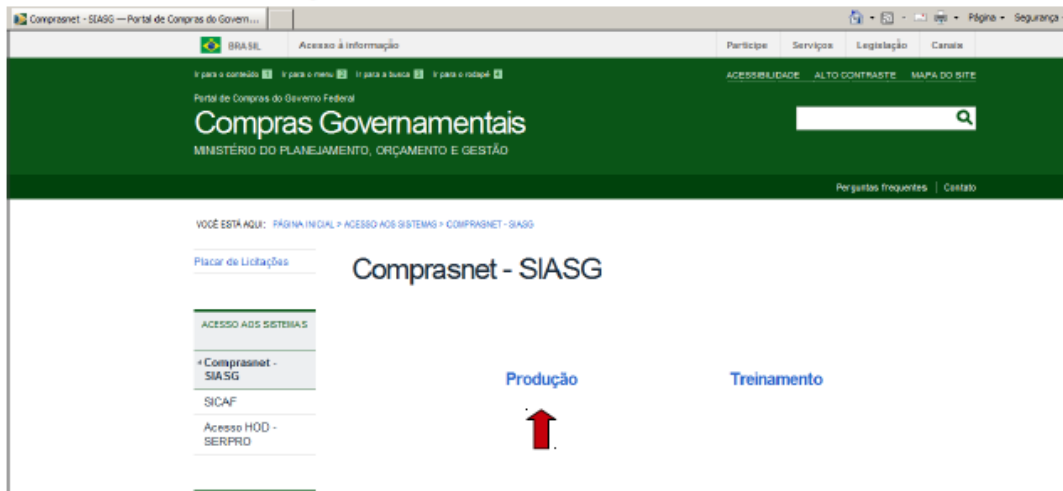 Comprasnet - SIASG — Portal de Compras do Govern...
Página Segurança
BRASIL Acesso à informação Participe Serviços Legislação Canais
Ir para o conteúdo 1 Ir para o menu 2 Ir para a busca 3 Ir para o rodapé 4 ACESSIBILIDADE ALTO CONTRASTE MAPA DO SITE
Portal de Compras do Governo Federal
Compras Governamentais
MINISTÉRIO DO PLANEJAMENTO, ORÇAMENTO E GESTÃO
Perguntas frequentes | Contato
VOCÊ ESTÁ AQUI: PÁGINA INICIAL > ACESSO AOS SISTEMAS > COMPRASNET - SIASG
Placar de Licitações
Comprasnet - SIASG
ACESSO AOS SISTEMAS
Comprasnet -
SIASG
Produção Treinamento
SICAF
Acesso HOD -
SERPRO